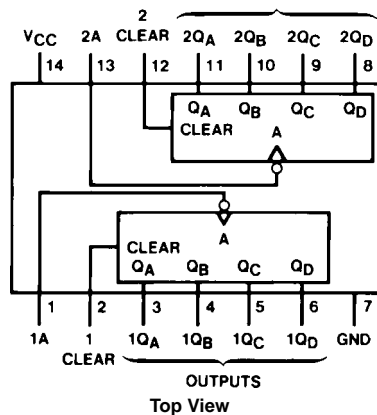 2
VCC 2A CLEAR 2QA 2QB 2QC 2QD
14 13 12 11 10 9 8
QA QB QC QD
CLEAR A
A
CLEAR
QA QB QC QD
1 2 3 4 5 6 7
1A 1 1QA 1QB 1QC 1QD GND
CLEAR
OUTPUTS
Top View